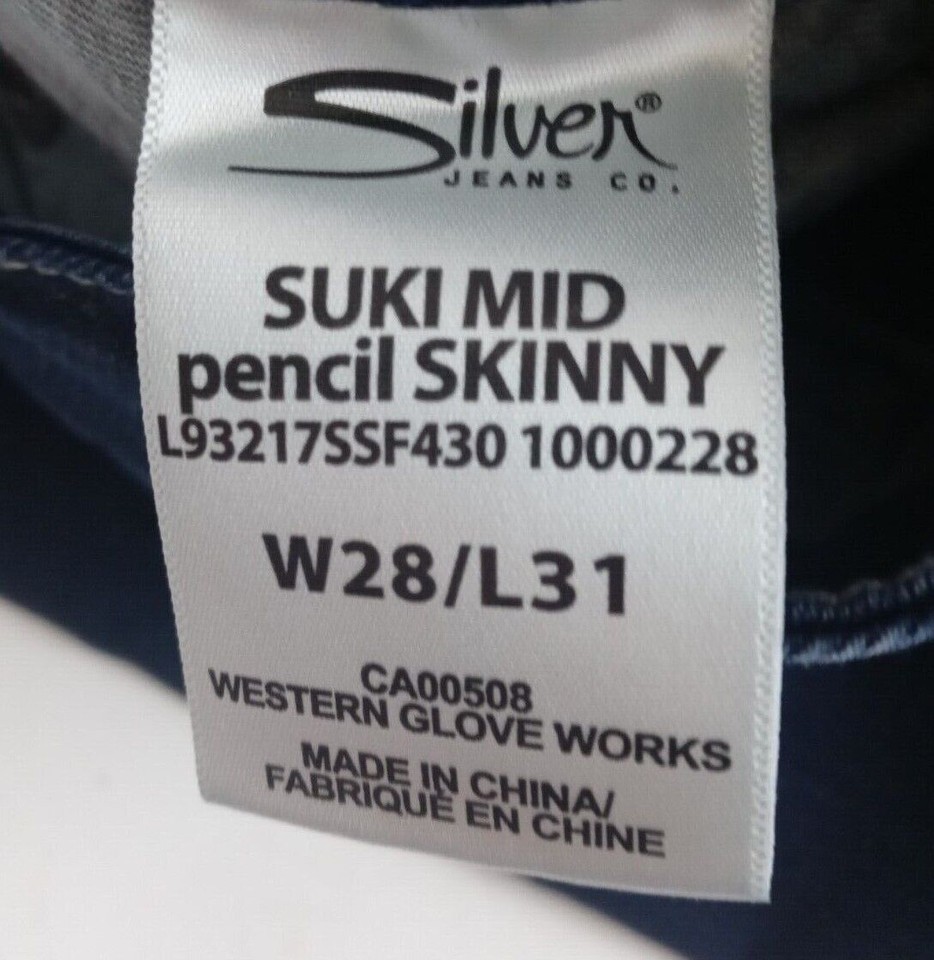 Silver®
JEANS CO.
SUKI MID
pencil SKINNY
L93217SSF430 1000228
W28/L31
CA00508
WESTERN GLOVE WORKS
MADE IN CHINA/
FABRIQUÉ EN CHINE